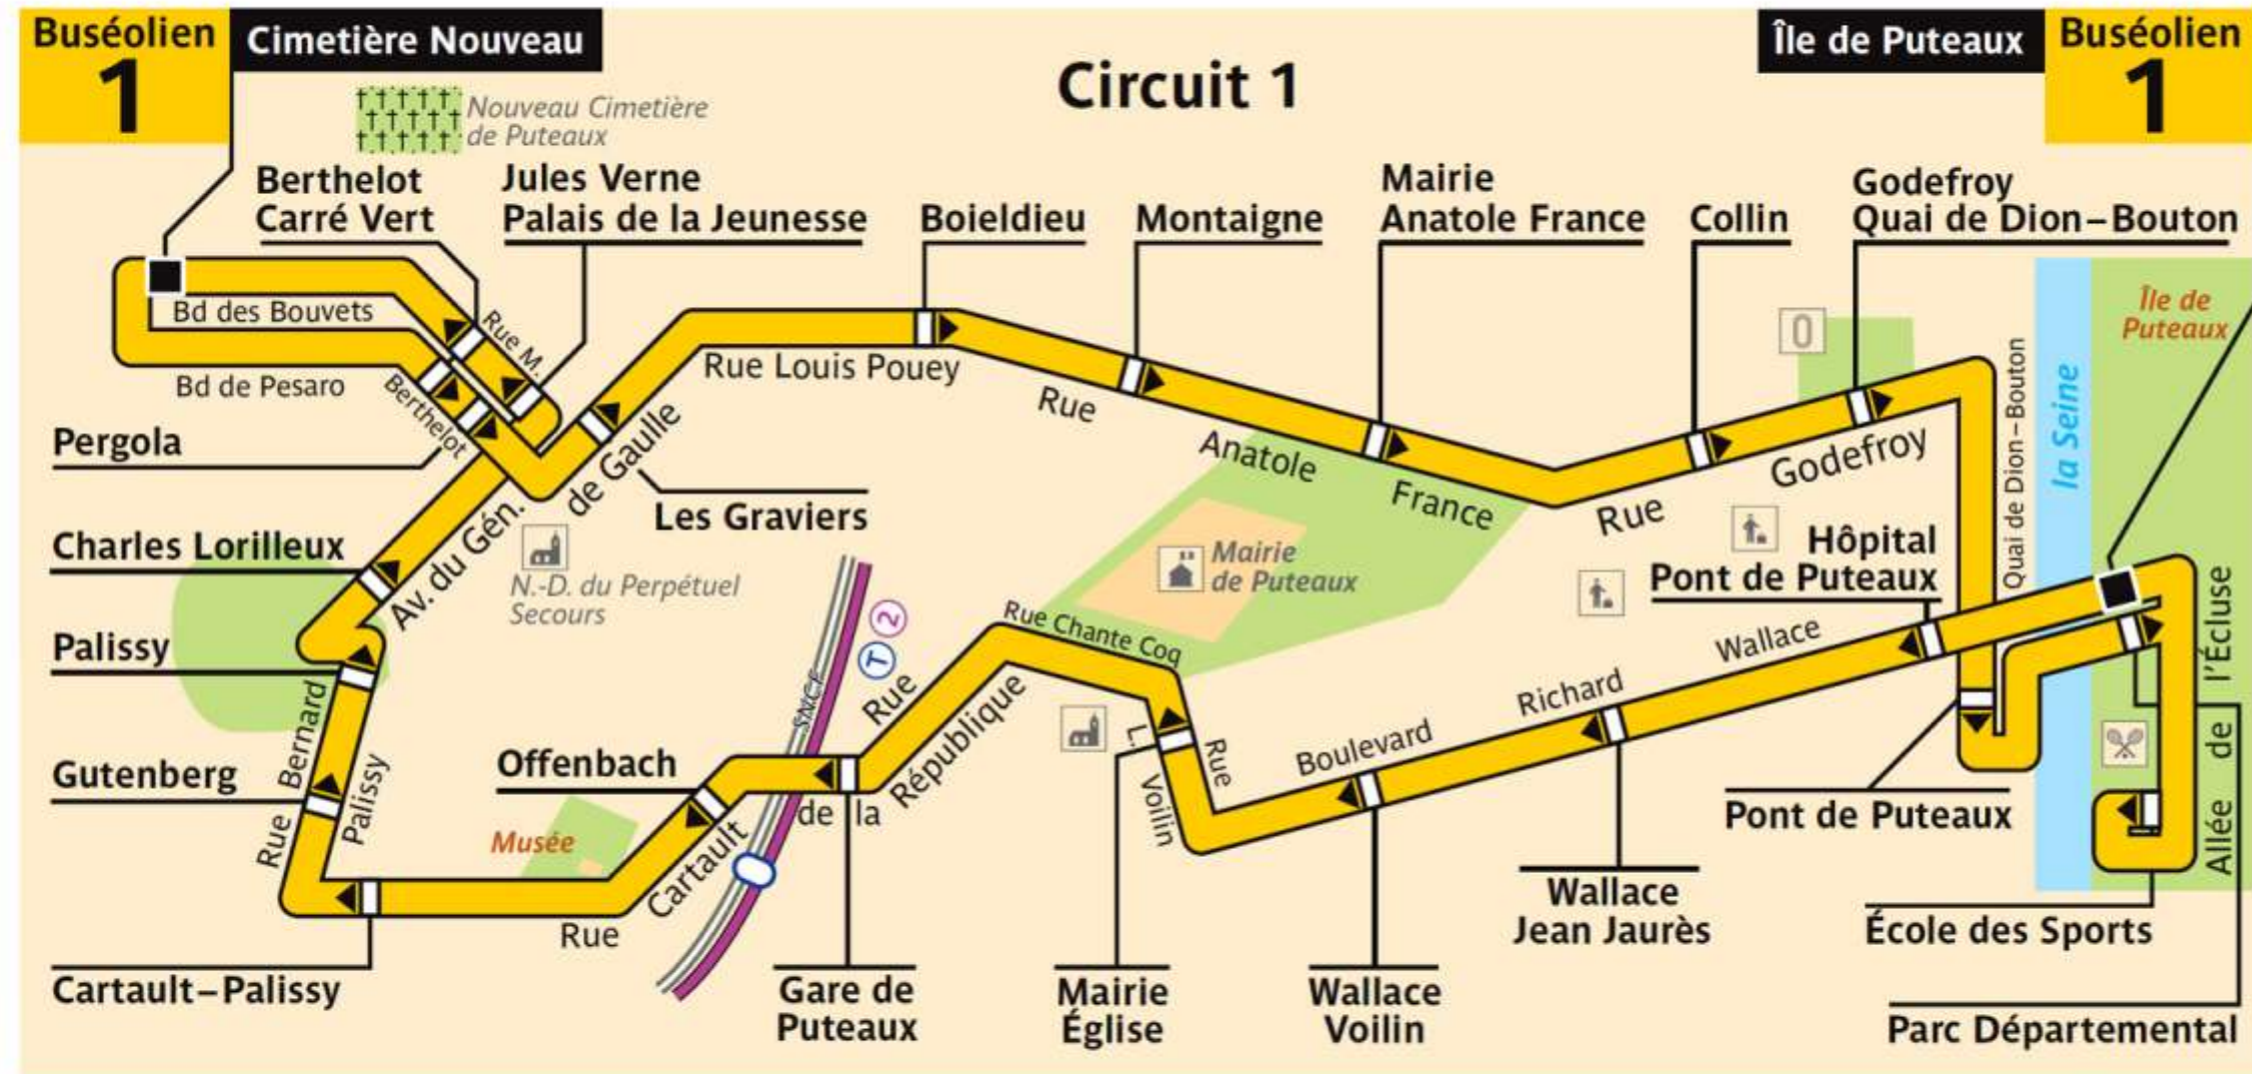 Buséolien
1
Cimetière Nouveau
Circuit 1
Île de Puteaux
Buséolien
1
Nouveau Cimetière
de Puteaux
Berthelot
Carré Vert
Jules Verne
Palais de la Jeunesse
Boieldieu
Montaigne
Mairie
Anatole France
Collin
Godefroy
Quai de Dion–Bouton
Bd des Bouvets
Bd de Pesaro
Rue M.
Berthelot
Rue Louis Pouey
Rue
Anatole
France
Rue
Godefroy
Quai de Dion–Bouton
la Seine
Île de
Puteaux
Pergola
Charles Lorilleux
Palissy
Gutenberg
Av. du Gén.
de Gaulle
Les Graviers
N.-D. du Perpétuel
Secours
Mairie
de Puteaux
Hôpital
Pont de Puteaux
Rue Chante Coq
SNCF
T
2
Rue
de la
République
L.
Voilin
Rue
Boulevard
Richard
Wallace
Allée de l'Écluse
Rue Bernard
Palissy
Offenbach
Musée
Rue
Cartault
Cartault–Palissy
Gare de
Puteaux
Mairie
Église
Wallace
Voilin
Wallace
Jean Jaurès
Pont de Puteaux
École des Sports
Parc Départemental